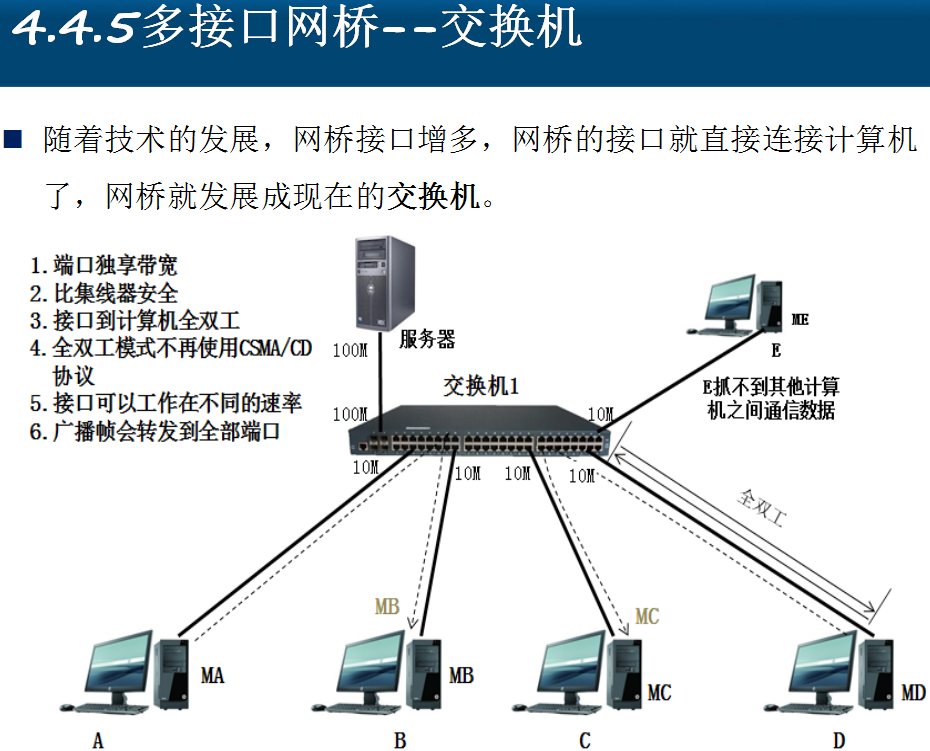 4.4.5多接口网桥--交换机
随着技术的发展，网桥接口增多，网桥的接口就直接连接计算机
了，网桥就发展成现在的交换机。
1.端口独享带宽
2.比集线器安全
3.接口到计算机全双工
4.全双工模式不再使用CSMA/CD
协议
5.接口可以工作在不同的速率
6.广播帧会转发到全部端口
服务器
100M
交换机1
100M
10M
ME
E
E抓不到其他计算
机之间通信数据
10M
10M
10M
10M
全双工
MB
MC
MA
MB
MC
MD
A
B
C
D